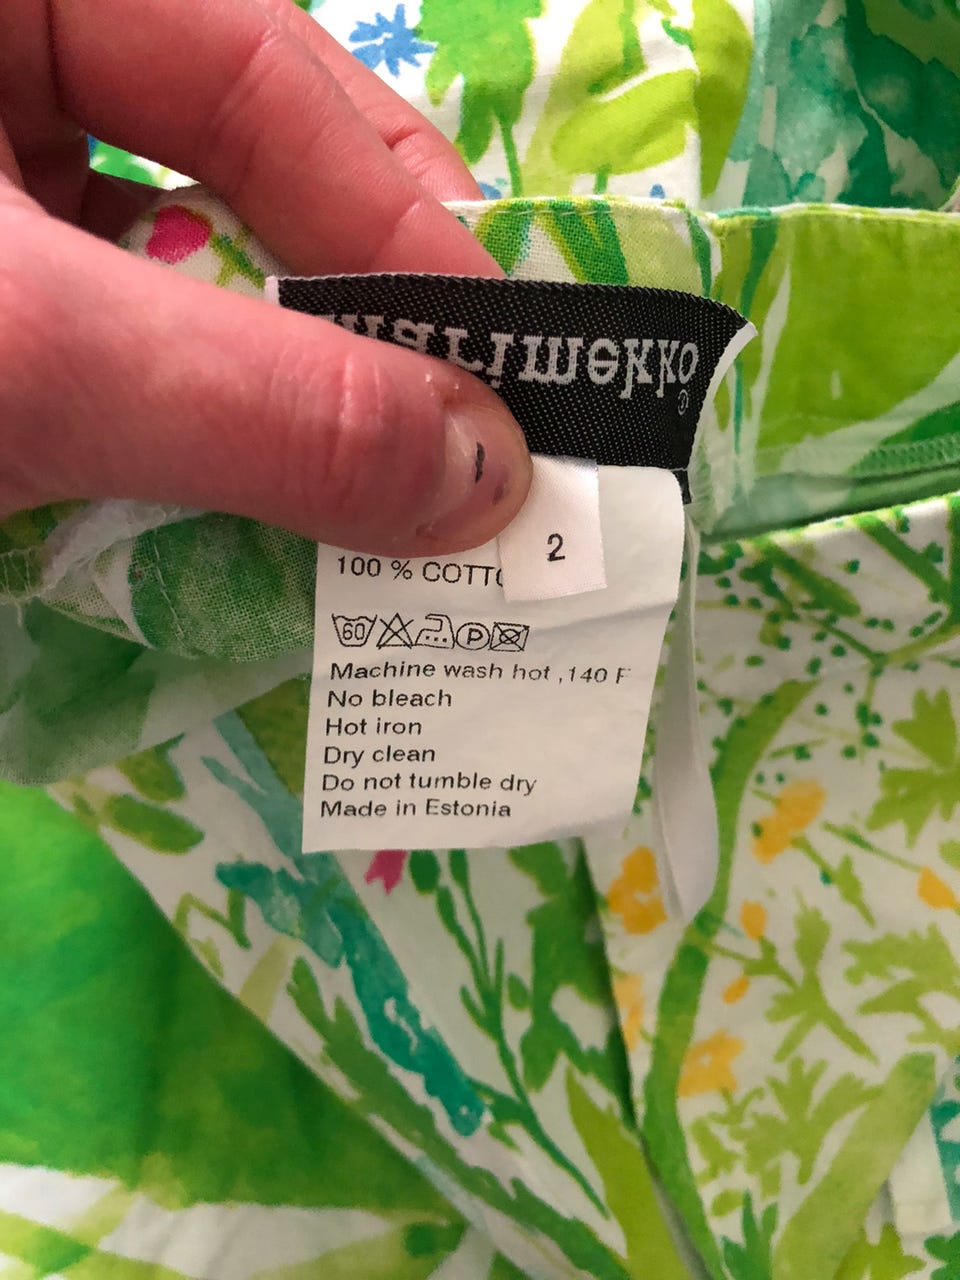 marimekko®
2
100 % COTTO
60 P
Machine wash hot, 140 F
No bleach
Hot iron
Dry clean
Do not tumble dry
Made in Estonia